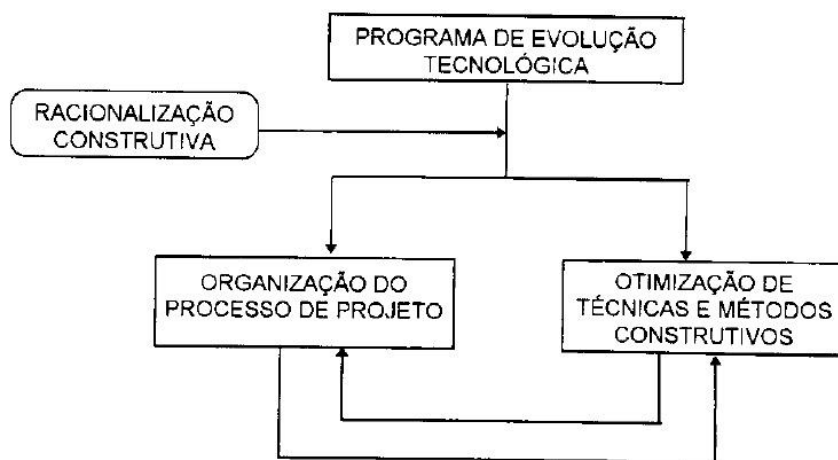 PROGRAMA DE EVOLUÇÃO
TECNOLÓGICA
RACIONALIZAÇÃO
CONSTRUTIVA
ORGANIZAÇÃO DO
PROCESSO DE PROJETO
OTIMIZAÇÃO DE
TÉCNICAS E MÉTODOS
CONSTRUTIVOS